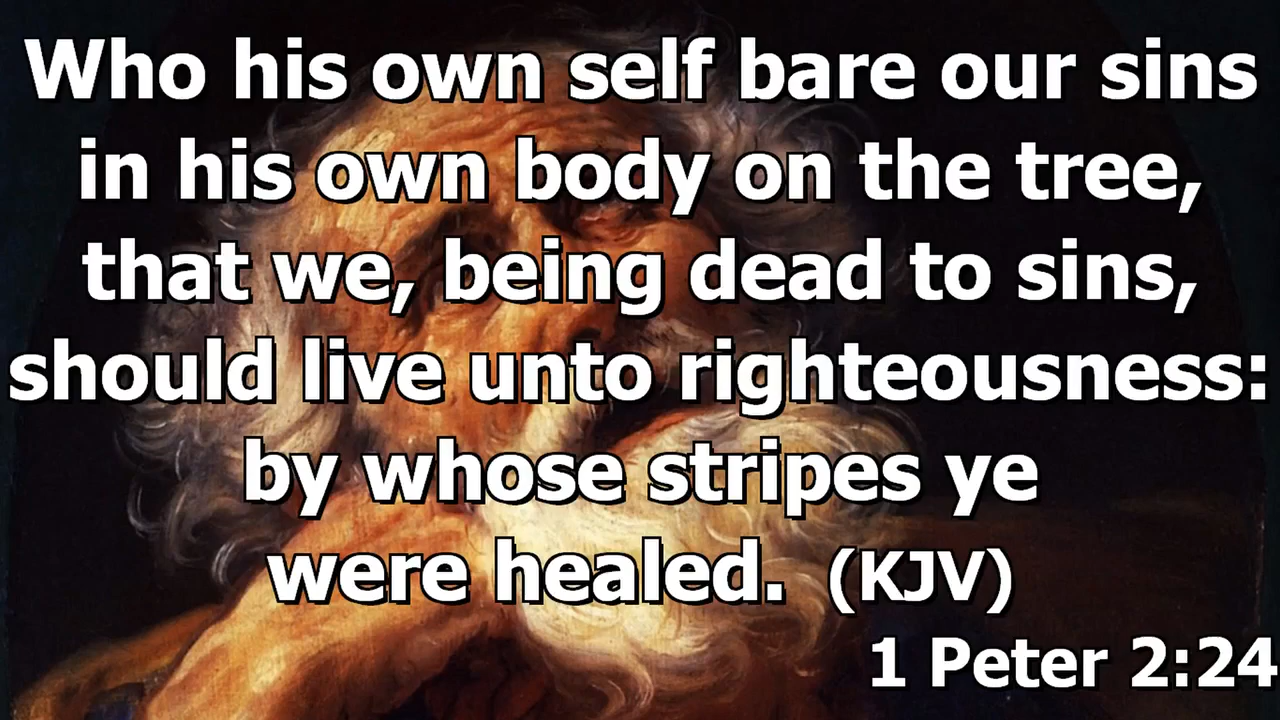 Who his own self bare our sins
in his own body on the tree,
that we, being dead to sins,
should live unto righteousness:
by whose stripes ye
were healed. (KJV)
1 Peter 2:24